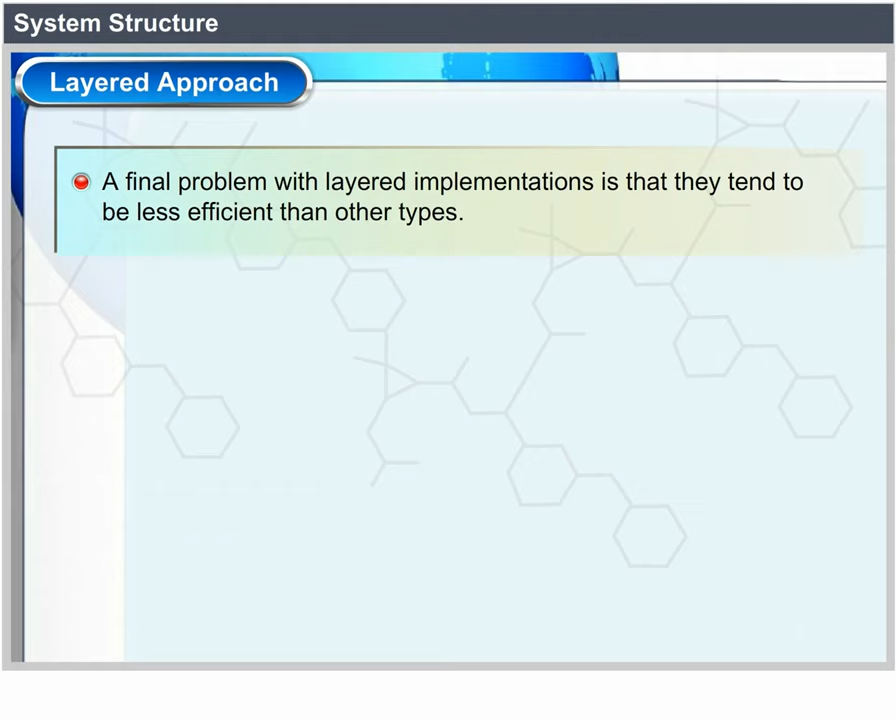 System Structure
Layered Approach
A final problem with layered implementations is that they tend to
be less efficient than other types.